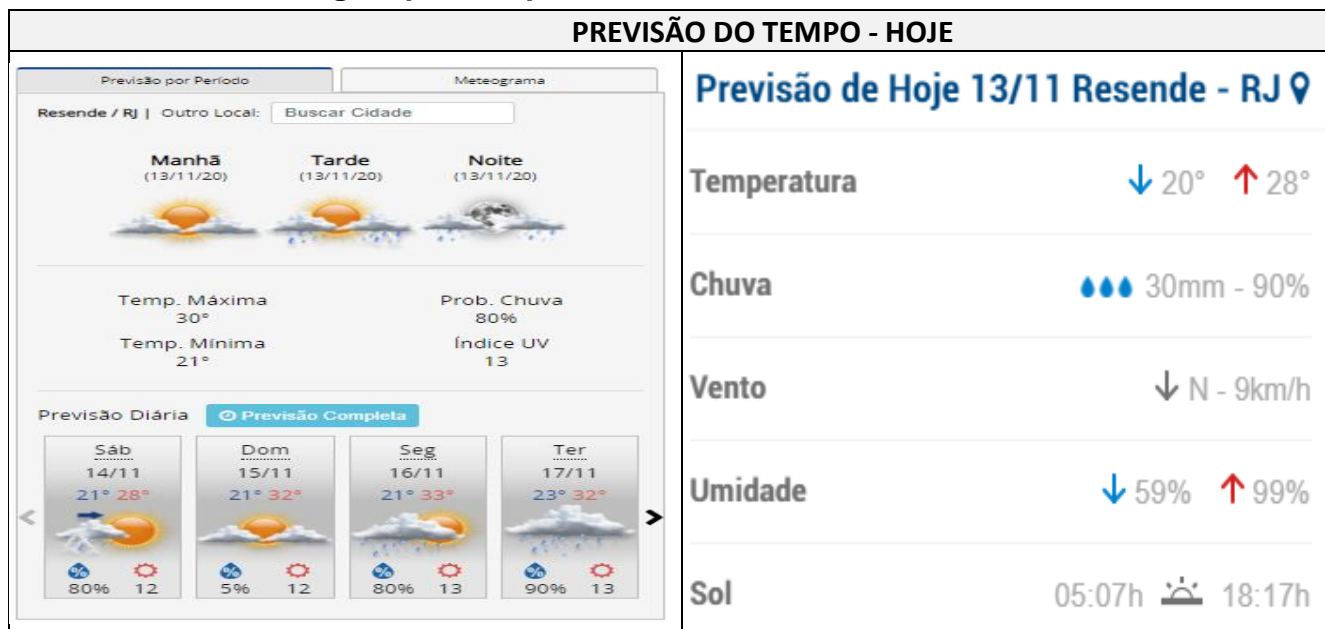 PREVISÃO DO TEMPO - HOJE
Previsão por Período
Meteograma
Resende / RJ | Outro Local: Buscar Cidade
Manhã Tarde Noite
(13/11/20) (13/11/20) (13/11/20)
Temp. Máxima Prob. Chuva
30° 80%
Temp. Mínima Índice UV
21° 13
Previsão Diária Previsão Completa
Sáb Dom Seg Ter
14/11 15/11 16/11 17/11
21° 28° 21° 32° 21° 33° 23° 32°
80% 12 5% 12 80% 13 90% 13
Previsão de Hoje 13/11 Resende - RJ
Temperatura 20° 28°
Chuva 30mm - 90%
Vento N - 9km/h
Umidade 59% 99%
Sol 05:07h 18:17h